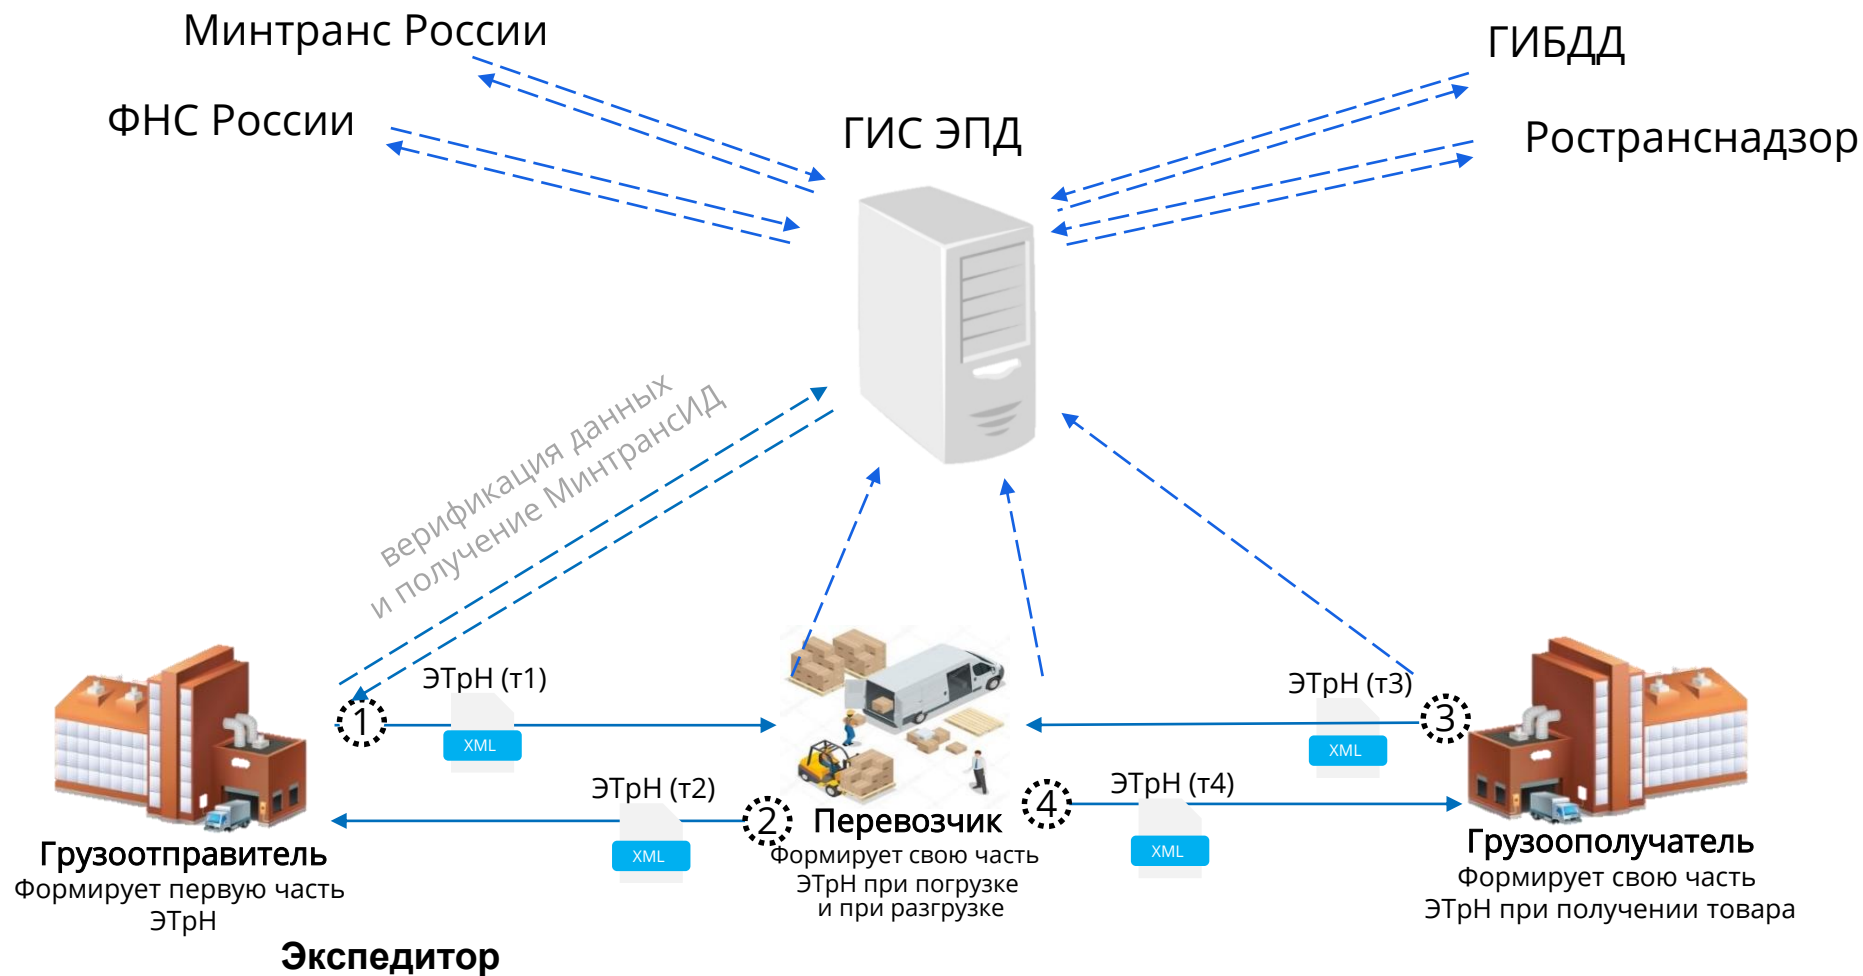 Минтранс России
ГИБДД
ФНС России
ГИС ЭПД
Ространснадзор
верификация данных
и получение МинтрансИД
ЭТрН (т1)
XML
1
ЭТрН (т3)
XML
3
ЭТрН (т2)
XML
2
ЭТрН (т4)
XML
4
Грузоотправитель
Формирует первую часть
ЭТрН
Экспедитор
Перевозчик
Формирует свою часть
ЭТрН при погрузке
и при разгрузке
Грузоополучатель
Формирует свою часть
ЭТрН при получении товара